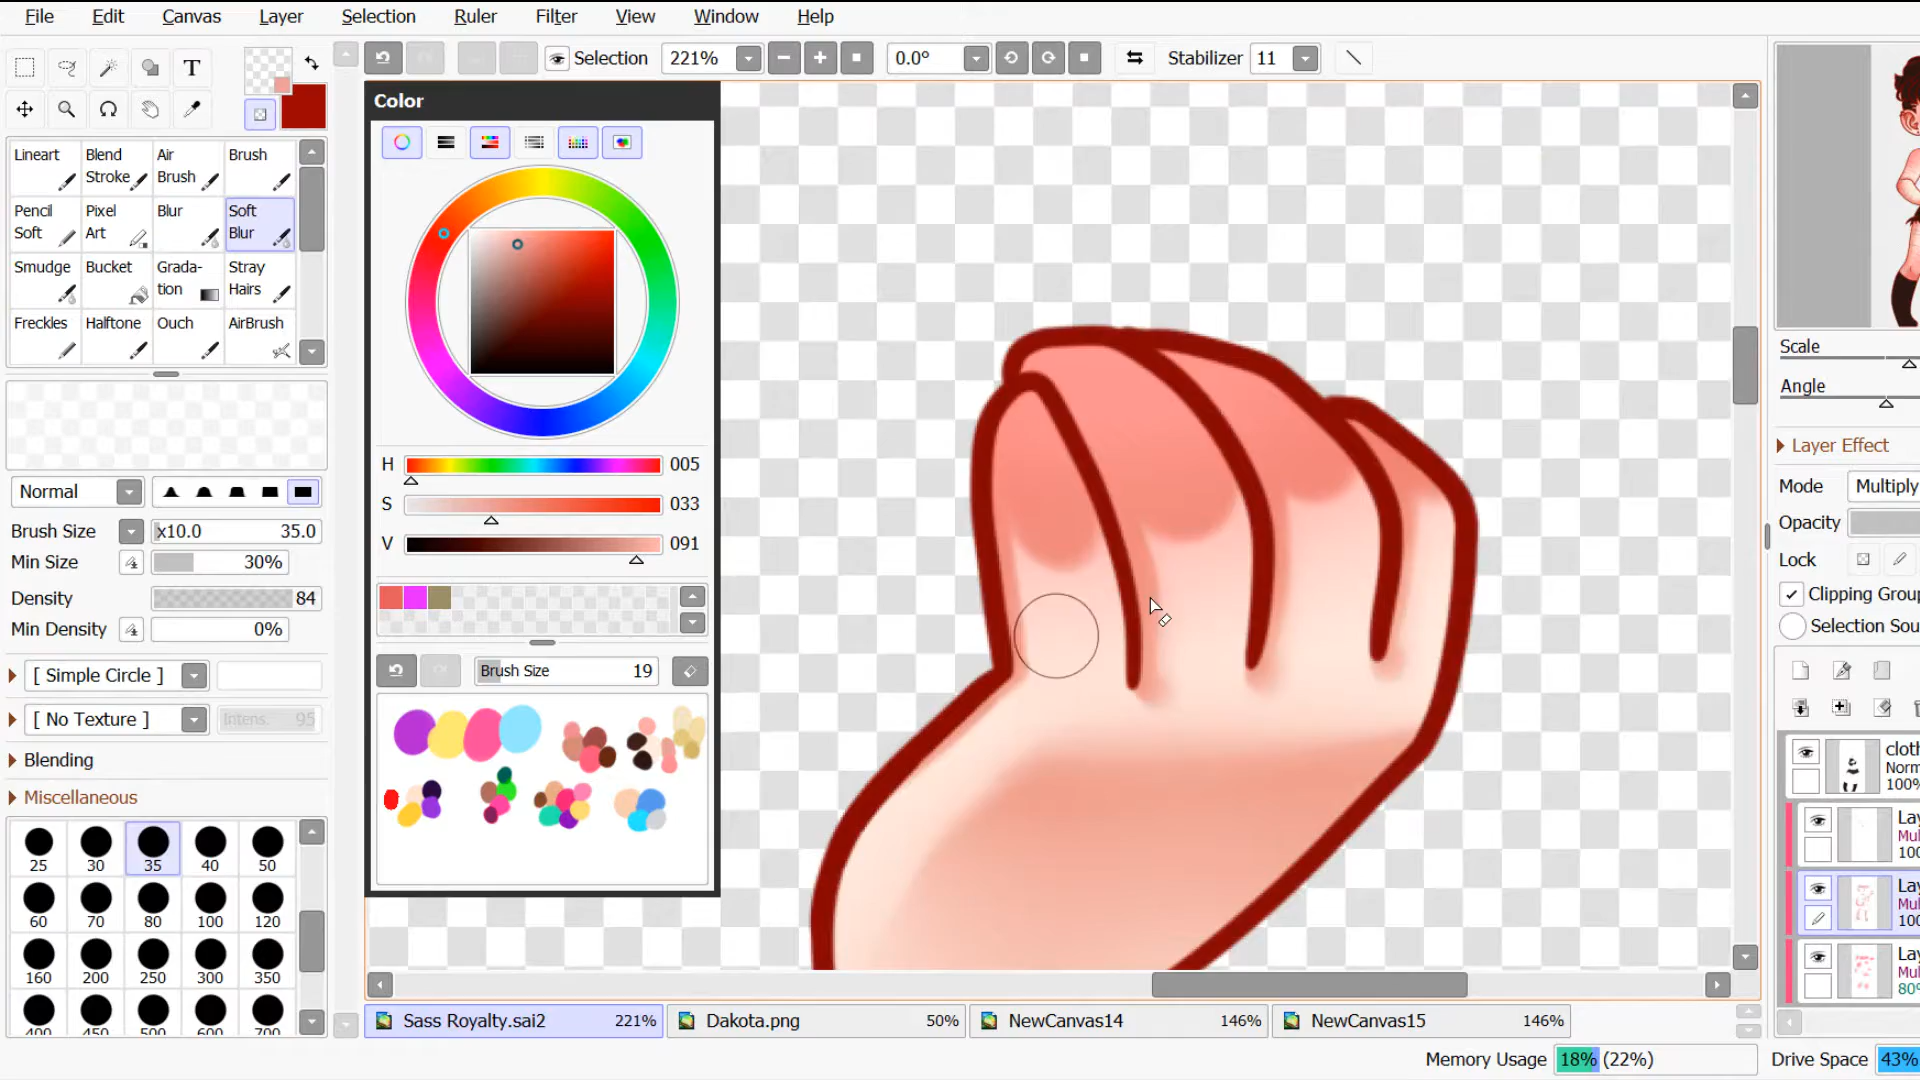 File Edit Canvas Layer Selection Ruler Filter View Window Help
Selection 221% 0.0° Stabilizer 11
T
Color
Lineart Blend Stroke Air Brush Brush
Pencil Soft Pixel Art Blur Soft Blur
Smudge Bucket Grada-tion Stray Hairs
Freckles Halftone Ouch AirBrush
H 005
S 033
V 091
Normal
Brush Size x10.0 35.0
Min Size 30%
Density 84
Min Density 0%
[ Simple Circle ]
[ No Texture ] Intens. 95
Blending
Miscellaneous
Brush Size 19
25 30 35 40 50
60 70 80 100 120
160 200 250 300 350
400 450 500 600 700
Scale
Angle
Layer Effect
Mode Multiply
Opacity
Lock
Clipping Group
Selection Sou
cloth
Norm
100%
Lay
Mul
100
Lay
Mul
100
Lay
Mul
80%
Sass Royalty.sai2 221% Dakota.png 50% NewCanvas14 146% NewCanvas15 146%
Memory Usage 18% (22%) Drive Space 43%